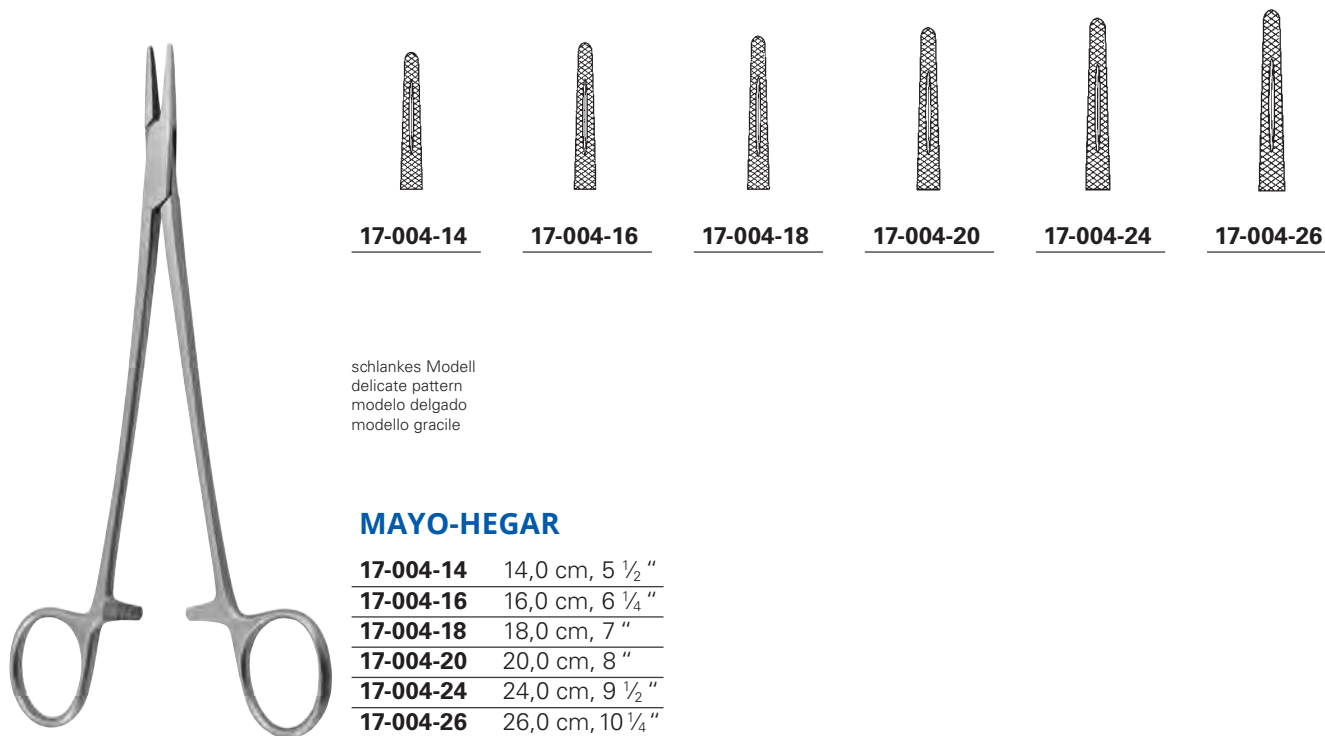 17-004-14 17-004-16 17-004-18 17-004-20 17-004-24 17-004-26
schlankes Modell
delicate pattern
modelo delgado
modello gracile
MAYO-HEGAR
17-004-14 14,0 cm, 5 ½ “
17-004-16 16,0 cm, 6 ¼ “
17-004-18 18,0 cm, 7 “
17-004-20 20,0 cm, 8 “
17-004-24 24,0 cm, 9 ½ “
17-004-26 26,0 cm, 10 ¼ “